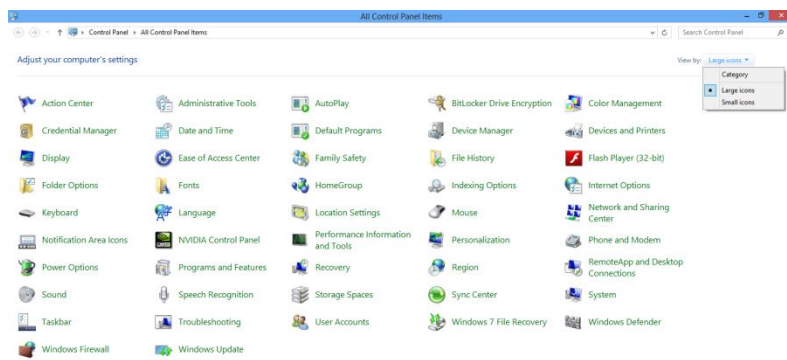 All Control Panel Items
Control Panel ▸ All Control Panel Items
Search Control Panel
Adjust your computer's settings
View by: Large icons
Category
Large icons
Small icons
Action Center
Administrative Tools
AutoPlay
BitLocker Drive Encryption
Color Management
Credential Manager
Date and Time
Default Programs
Device Manager
Devices and Printers
Display
Ease of Access Center
Family Safety
File History
Flash Player (32-bit)
Folder Options
Fonts
HomeGroup
Indexing Options
Internet Options
Keyboard
Language
Location Settings
Mouse
Network and Sharing
Center
Notification Area Icons
NVIDIA Control Panel
Performance Information
and Tools
Personalization
Phone and Modem
Power Options
Programs and Features
Recovery
Region
RemoteApp and Desktop
Connections
Sound
Speech Recognition
Storage Spaces
Sync Center
System
Taskbar
Troubleshooting
User Accounts
Windows 7 File Recovery
Windows Defender
Windows Firewall
Windows Update